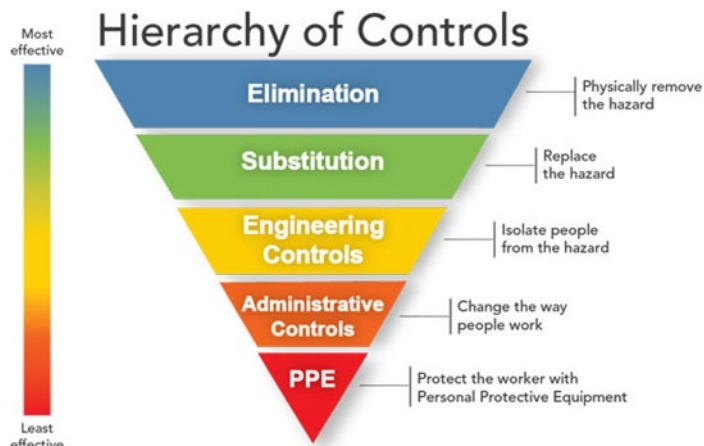 Hierarchy of Controls
Most
effective
Elimination
Physically remove
the hazard
Substitution
Replace
the hazard
Engineering
Controls
Isolate people
from the hazard
Administrative
Controls
Change the way
people work
PPE
Protect the worker with
Personal Protective Equipment
Least
effective